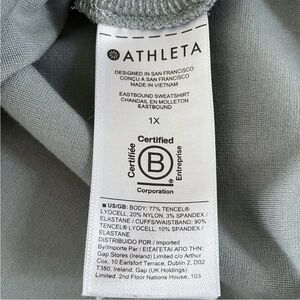 ATHLETA
DESIGNED IN SAN FRANCISCO
CONÇU À SAN FRANCISCO
MADE IN VIETNAM
EASTBOUND SWEATSHIRT
CHANDAIL EN MOLLETON
EASTBOUND
1X
Certified
Certifiée
B
Entreprise
Corporation
US/GB: BODY: 77% TENCEL®
LYOCELL, 20% NYLON, 3% SPANDEX /
ELASTANE / CUFFS/WAISTBAND: 90%
TENCEL® LYOCELL, 10% SPANDEX /
ELASTANE
DISTRIBUIDO POR / Imported
By/Importe Par / ΕΙΣΑΓΕΤΑΙ ΑΠΟ ΤΗΝ:
Gap Stores (Ireland) Limited c/o Arthur
Cox, 10 Earlsfort Terrace, Dublin 2, D02
T380, Ireland, Gap (UK Holdings)
Limited, 2nd Floor Nations House, 103